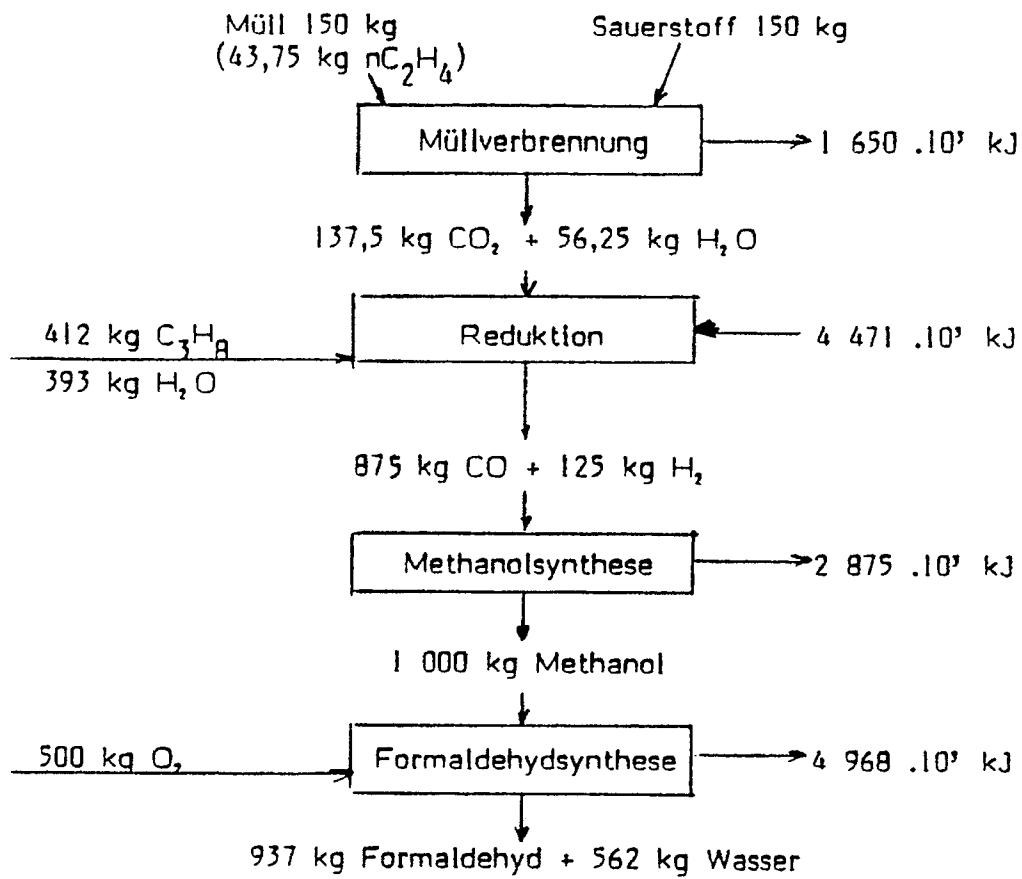 Müll 150 kg
(43,75 kg nC₂H₄)
Sauerstoff 150 kg
Müllverbrennung
1 650 .10³ kJ
137,5 kg CO₂ + 56,25 kg H₂O
412 kg C₃H₈
393 kg H₂O
Reduktion
4 471 .10³ kJ
875 kg CO + 125 kg H₂
Methanolsynthese
2 875 .10³ kJ
1 000 kg Methanol
500 kg O₂
Formaldehydsynthese
4 968 .10³ kJ
937 kg Formaldehyd + 562 kg Wasser